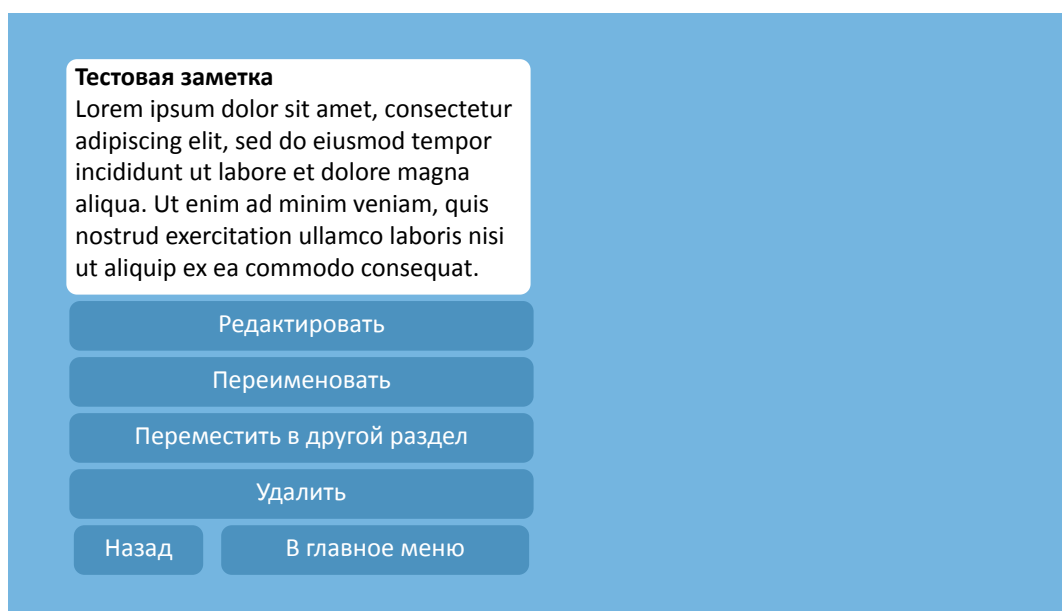 Тестовая заметка
Lorem ipsum dolor sit amet, consectetur
adipiscing elit, sed do eiusmod tempor
incididunt ut labore et dolore magna
aliqua. Ut enim ad minim veniam, quis
nostrud exercitation ullamco laboris nisi
ut aliquip ex ea commodo consequat.
Редактировать
Переименовать
Переместить в другой раздел
Удалить
Назад
В главное меню